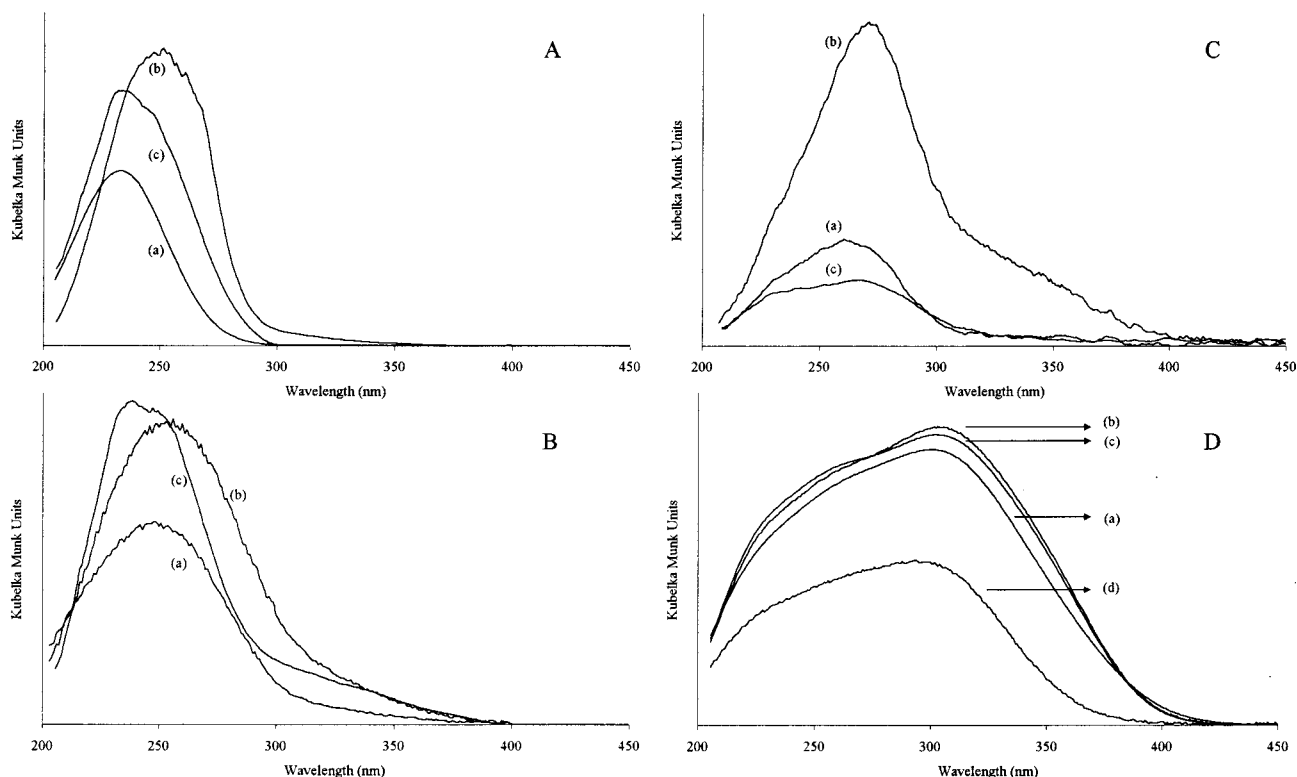 A
(b)
(c)
(a)
Kubelka Munk Units
200 250 300 350 400 450
Wavelength (nm)
C
(b)
(a)
(c)
Kubelka Munk Units
200 250 300 350 400 450
Wavelength (nm)
B
(c)
(b)
(a)
Kubelka Munk Units
200 250 300 350 400 450
Wavelength (nm)
D
(b)
(c)
(a)
(d)
Kubelka Munk Units
200 250 300 350 400 450
Wavelength (nm)